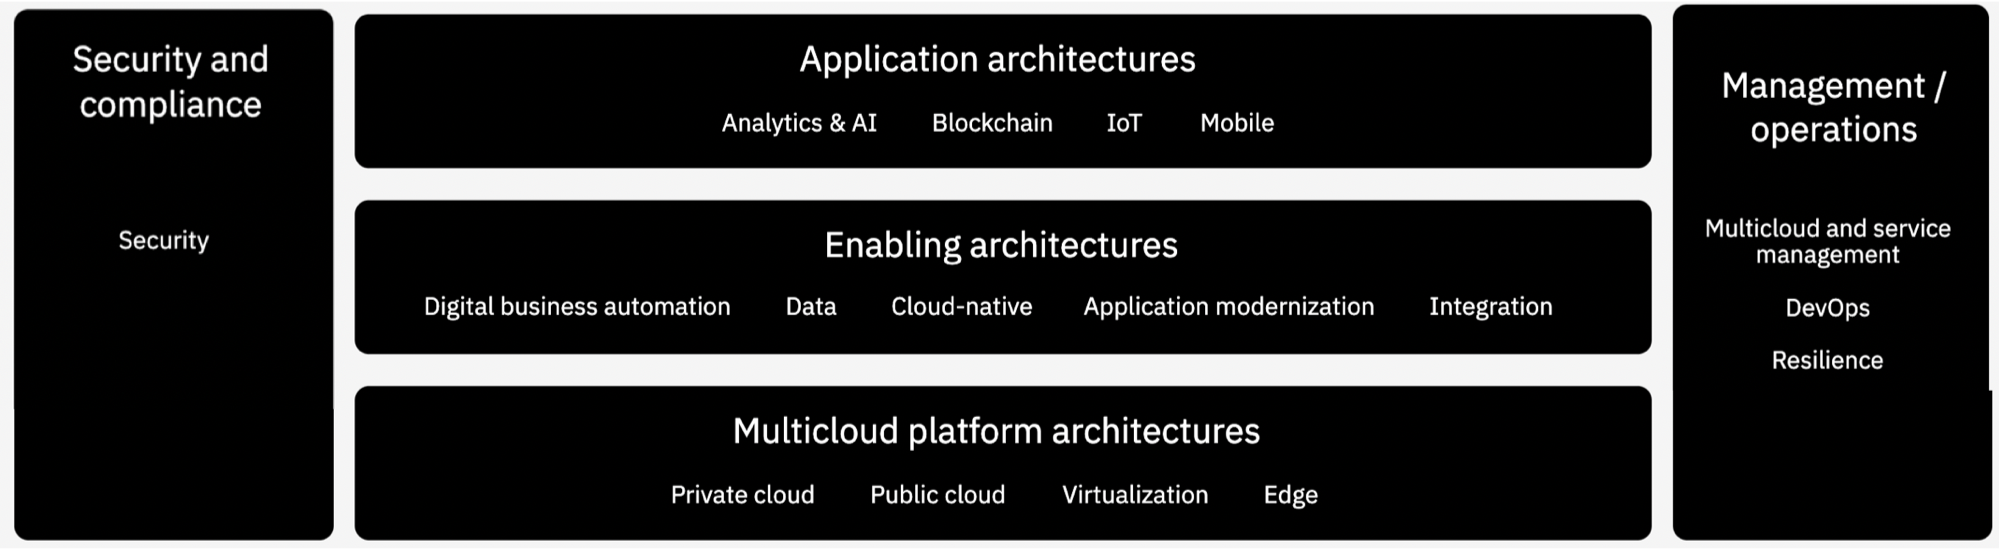 Security and
compliance
Security
Application architectures
Analytics & AI Blockchain IoT Mobile
Enabling architectures
Digital business automation Data Cloud-native Application modernization Integration
Multicloud platform architectures
Private cloud Public cloud Virtualization Edge
Management /
operations
Multicloud and service
management
DevOps
Resilience